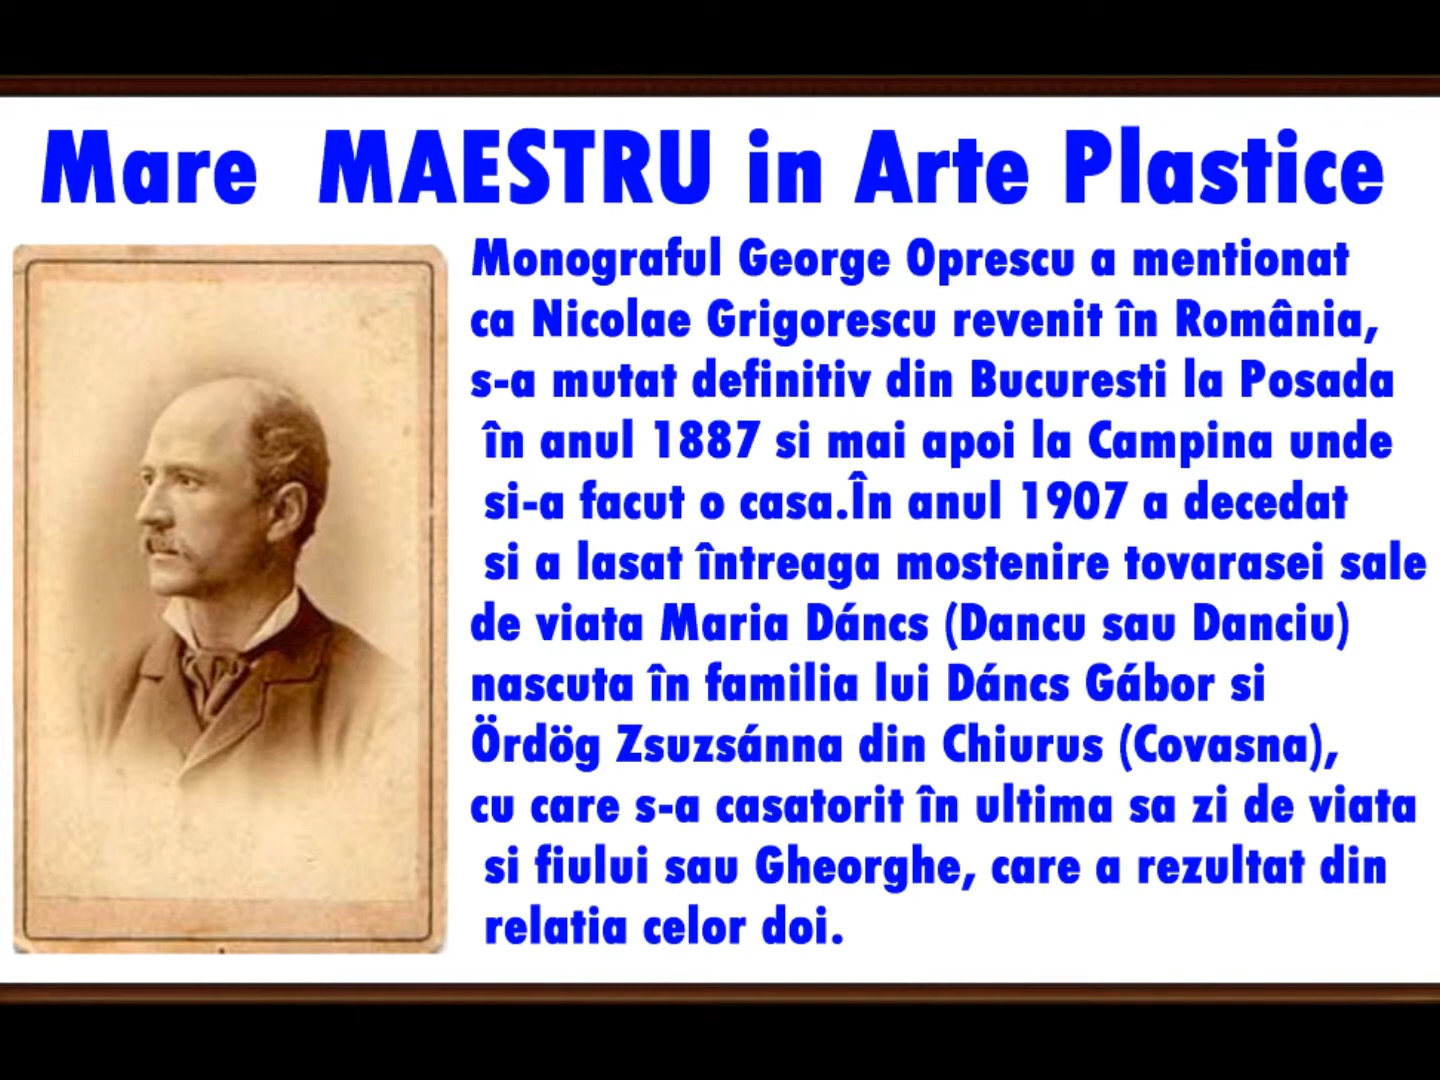 Mare MAESTRU in Arte Plastice
Monograful George Oprescu a mentionat
ca Nicolae Grigorescu revenit în România,
s-a mutat definitiv din Bucuresti la Posada
în anul 1887 si mai apoi la Campina unde
si-a facut o casa.În anul 1907 a decedat
si a lasat întreaga mostenire tovarasei sale
de viata Maria Dáncs (Dancu sau Danciu)
nascuta în familia lui Dáncs Gábor si
Ördög Zsuzsánna din Chiurus (Covasna),
cu care s-a casatorit în ultima sa zi de viata
si fiului sau Gheorghe, care a rezultat din
relatia celor doi.